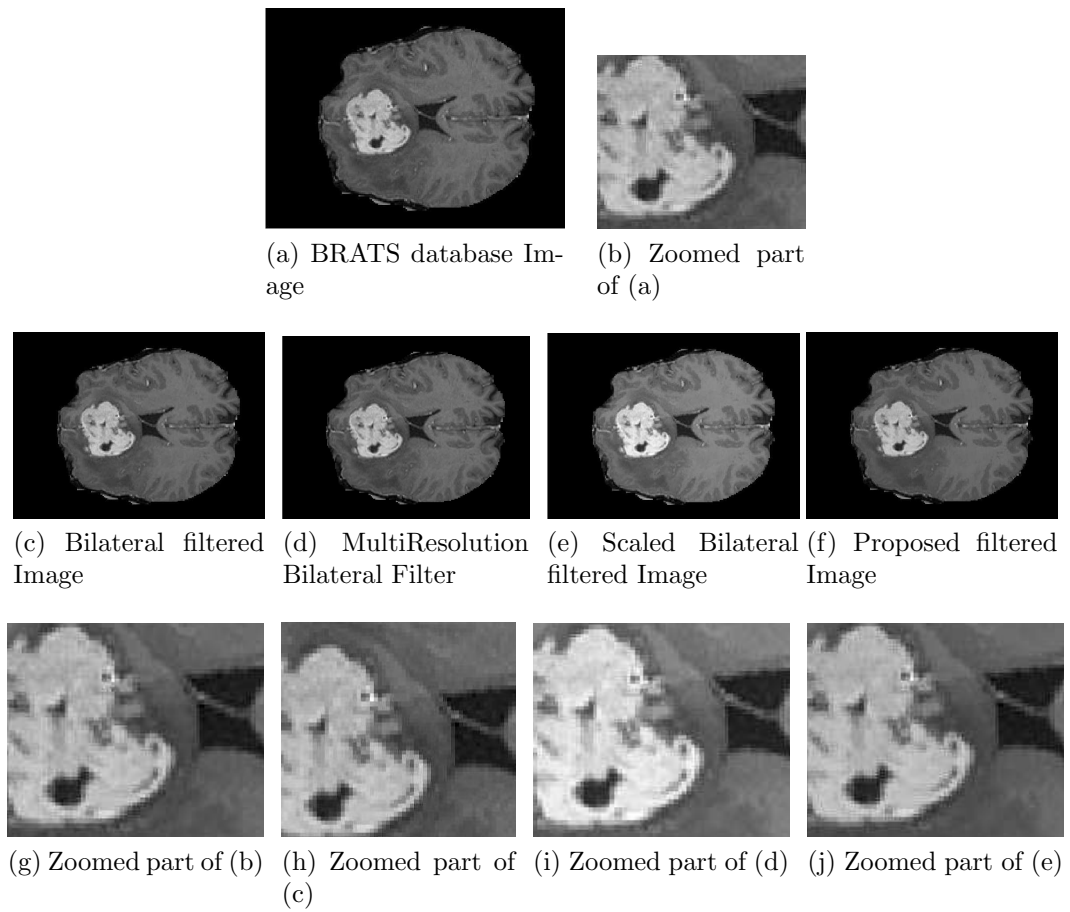 (a) BRATS database Im-
age
(b) Zoomed part
of (a)
(c) Bilateral filtered
Image
(d) MultiResolution
Bilateral Filter
(e) Scaled Bilateral
filtered Image
(f) Proposed filtered
Image
(g) Zoomed part of (b)
(h) Zoomed part of
(c)
(i) Zoomed part of (d)
(j) Zoomed part of (e)